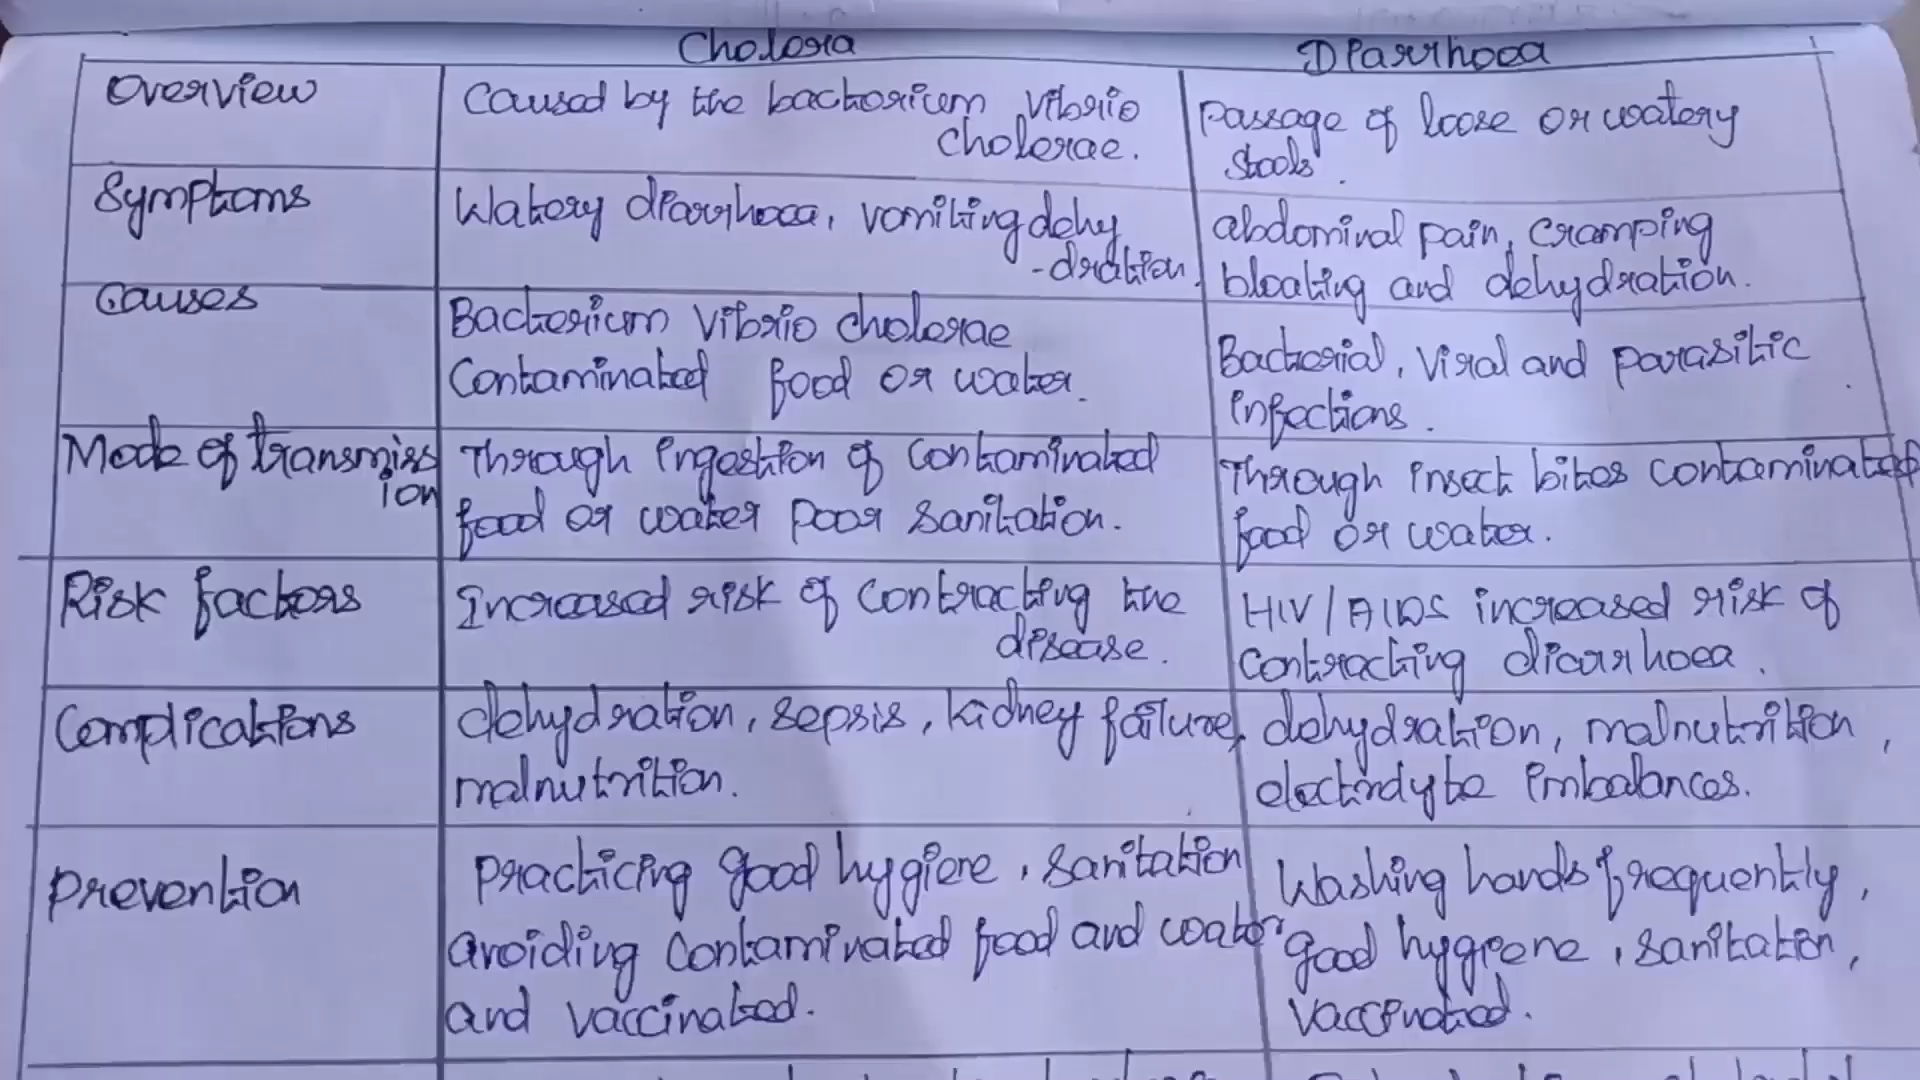 Cholera Diarrhoea
Overview Caused by the bacterium Vibrio Passage of loose or watery
cholerae. stools.
Symptoms Watery diarrhoea, vomiting dehy abdominal pain, cramping
-dration. bloating and dehydration.
Causes Bacterium Vibrio cholerae Bacterial, Viral and parasitic
Contaminated food or water. infections.
Mode of transmiss Through ingestion of contaminated Through insect bites contaminated
ion food or water poor sanitation. food or water.
Risk factors Increased risk of contracting the HIV/AIDS increased risk of
disease. contracting diarrhoea.
Complications dehydration, sepsis, kidney failure, dehydration, malnutrition,
malnutrition. electrolyte imbalances.
Prevention Practicing good hygiene, sanitation Washing hands frequently,
avoiding contaminated food and water good hygiene, sanitation,
and vaccinated. vaccinated.